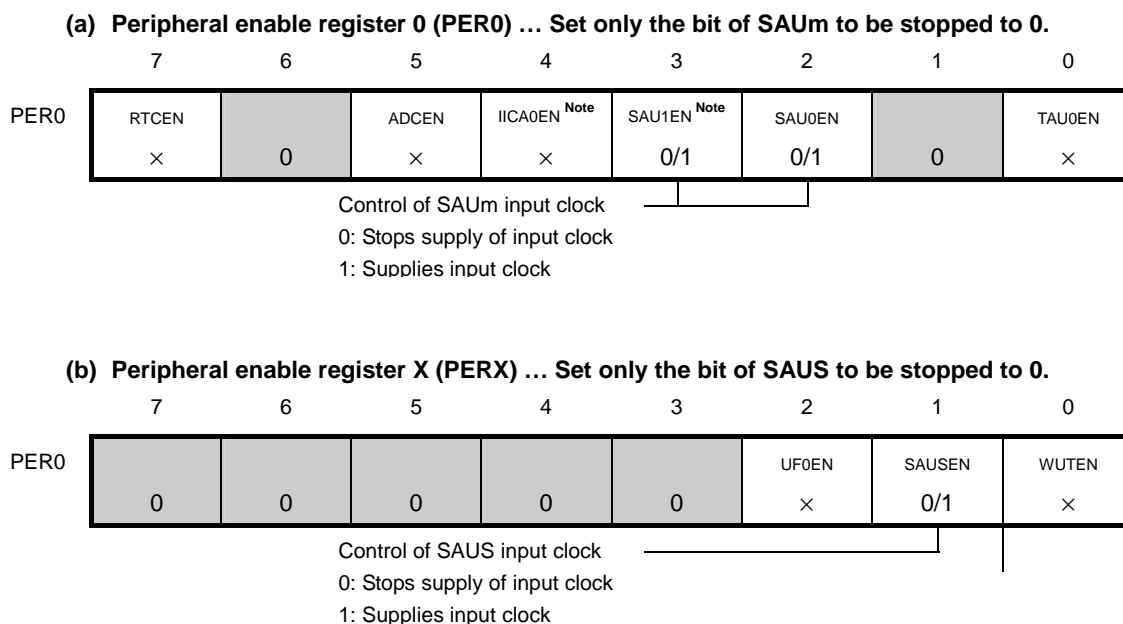 (a) Peripheral enable register 0 (PER0) … Set only the bit of SAUm to be stopped to 0.
7 6 5 4 3 2 1 0
PER0 RTCEN ADCEN IICA0EN Note SAU1EN Note SAU0EN TAU0EN
× 0 × × 0/1 0/1 0 ×
Control of SAUm input clock
0: Stops supply of input clock
1: Supplies input clock
(b) Peripheral enable register X (PERX) … Set only the bit of SAUS to be stopped to 0.
7 6 5 4 3 2 1 0
PER0 UF0EN SAUSEN WUTEN
0 0 0 0 0 × 0/1 ×
Control of SAUS input clock
0: Stops supply of input clock
1: Supplies input clock